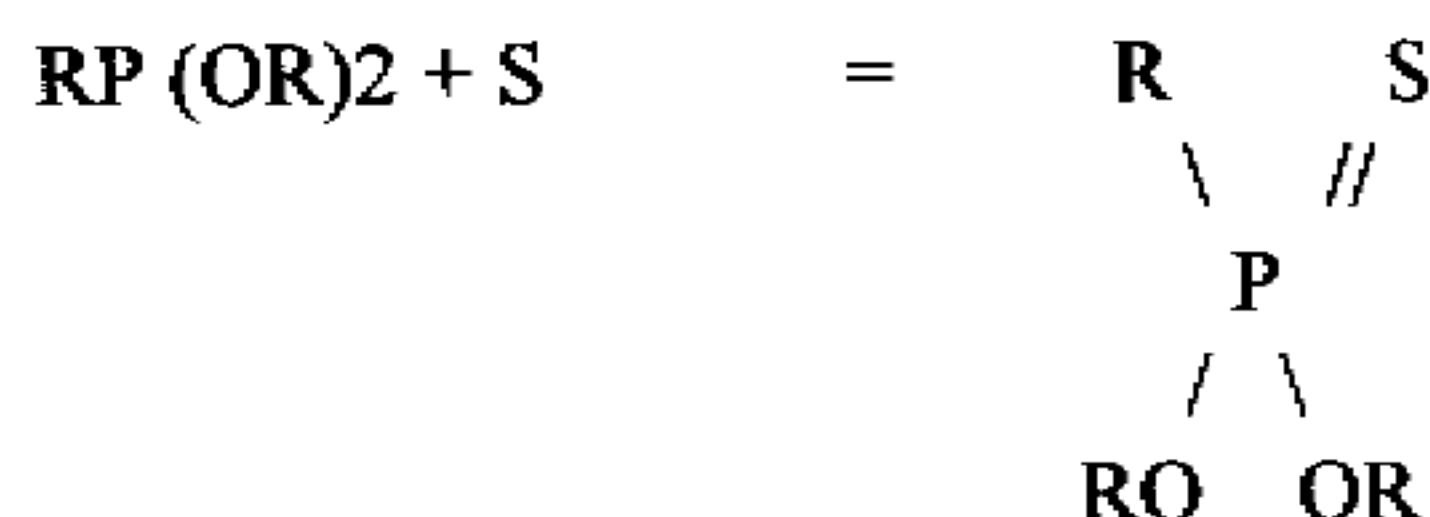 RP (OR)2 + S = R S
\ //
P
/ \
RO OR